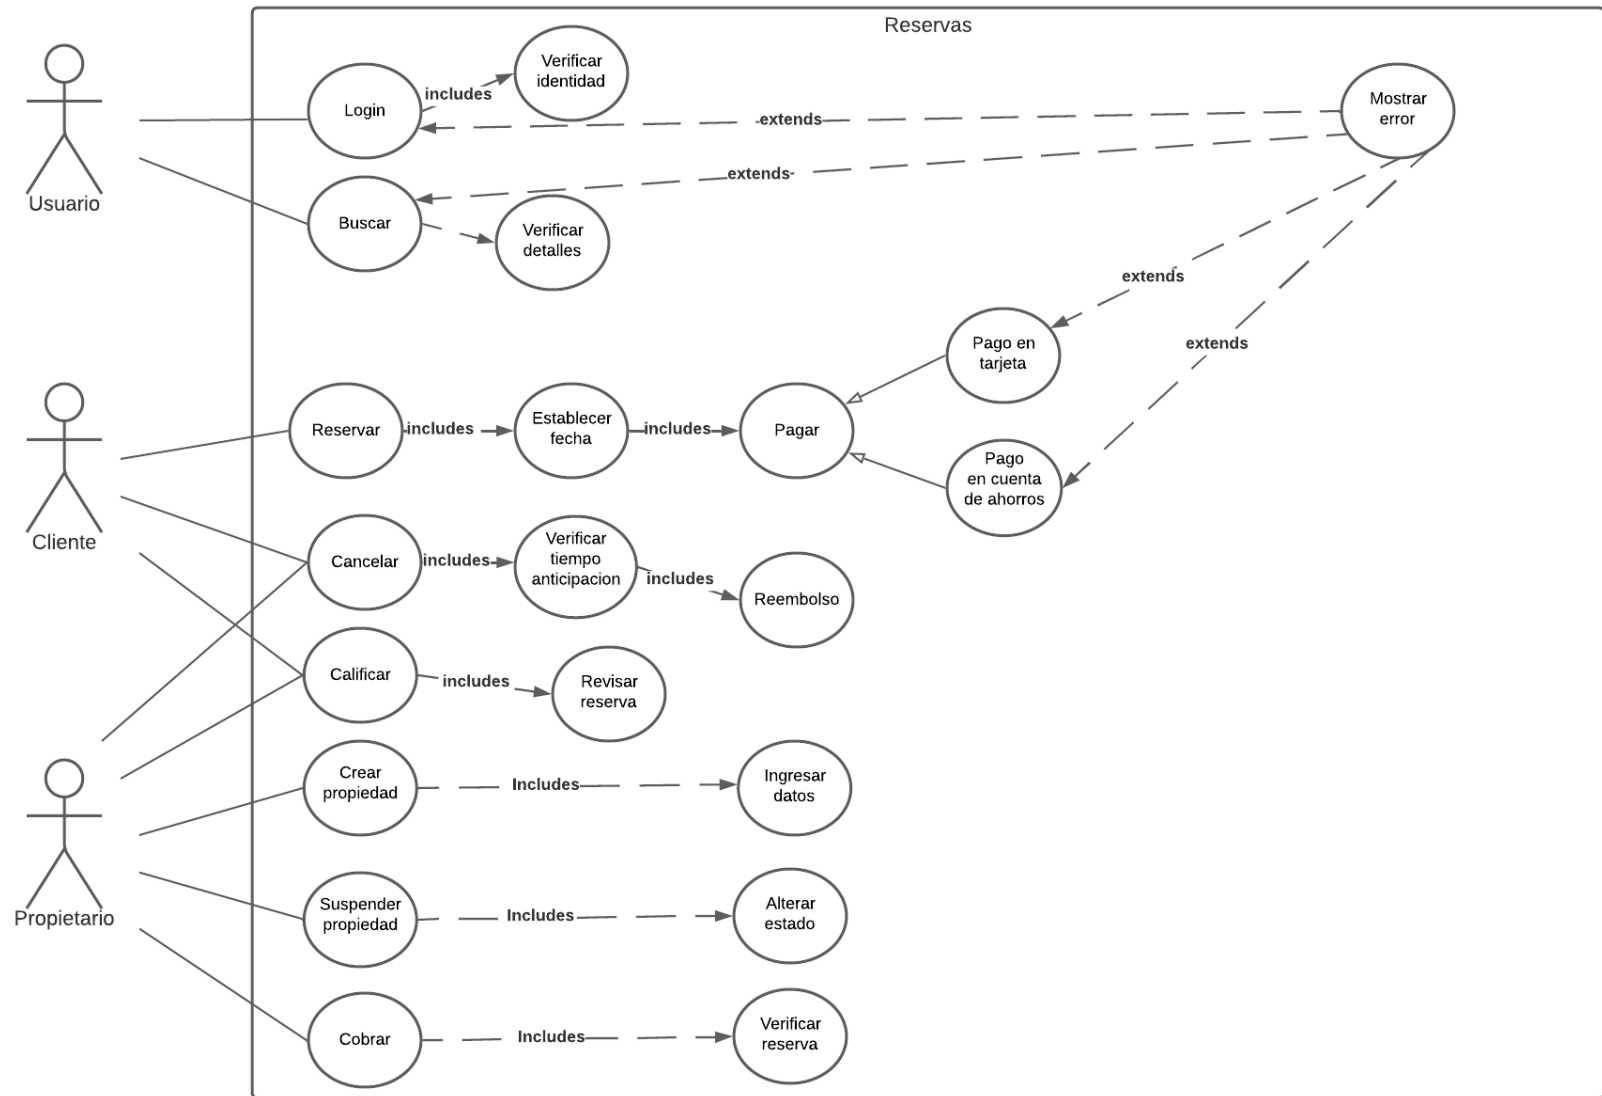 Reservas
Verificar
identidad
Login
includes
extends
Mostrar
error
Usuario
extends
Buscar
Verificar
detalles
extends
Pago en
tarjeta
extends
Reservar
includes
Establecer
fecha
includes
Pagar
Pago
en cuenta
de ahorros
Cliente
Cancelar
includes
Verificar
tiempo
anticipacion
includes
Reembolso
Calificar
includes
Revisar
reserva
Crear
propiedad
Includes
Ingresar
datos
Propietario
Suspender
propiedad
Includes
Alterar
estado
Cobrar
Includes
Verificar
reserva